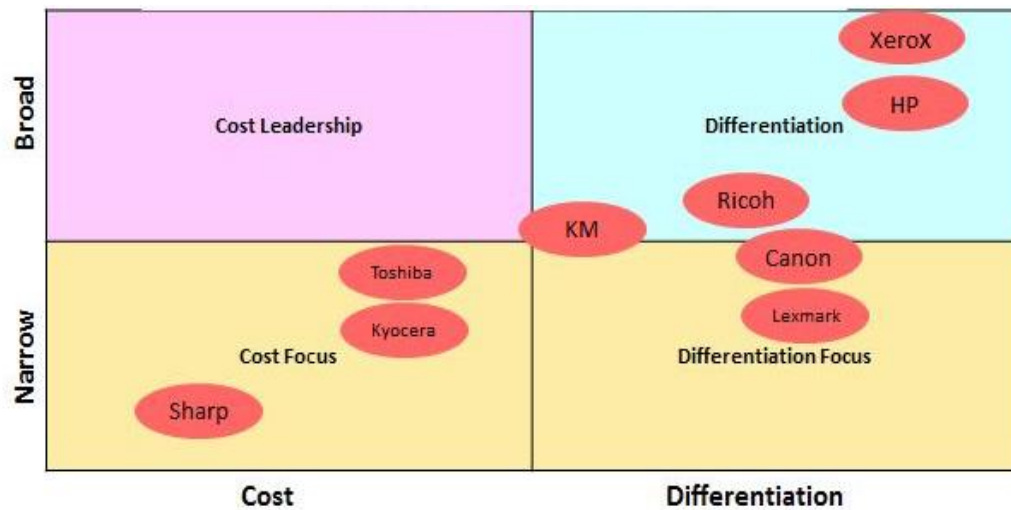 Broad
Xerox
HP
Cost Leadership
Differentiation
Ricoh
KM
Narrow
Toshiba
Canon
Kyocera
Lexmark
Cost Focus
Differentiation Focus
Sharp
Cost
Differentiation